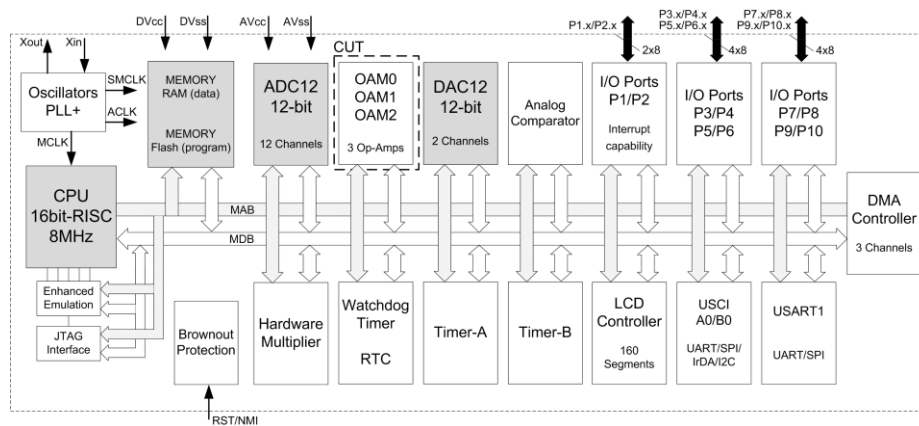 DVcc
DVss
AVcc
AVss
CUT
P1.x/P2.x
2x8
P3.x/P4.x
P5.x/P6.x
4x8
P7.x/P8.x
P9.x/P10.x
4x8
Xout
Xin
Oscillators
PLL+
SMCLK
ACLK
MCLK
MEMORY
RAM (data)
MEMORY
Flash (program)
ADC12
12-bit
12 Channels
OAM0
OAM1
OAM2
3 Op-Amps
DAC12
12-bit
2 Channels
Analog
Comparator
I/O Ports
P1/P2
Interrupt
capability
I/O Ports
P3/P4
P5/P6
I/O Ports
P7/P8
P9/P10
CPU
16bit-RISC
8MHz
MAB
MDB
DMA
Controller
3 Channels
Enhanced
Emulation
JTAG
Interface
Brownout
Protection
RST/NMI
Hardware
Multiplier
Watchdog
Timer
RTC
Timer-A
Timer-B
LCD
Controller
160
Segments
USCI
A0/B0
UART/SPI/
IrDA/I2C
USART1
UART/SPI